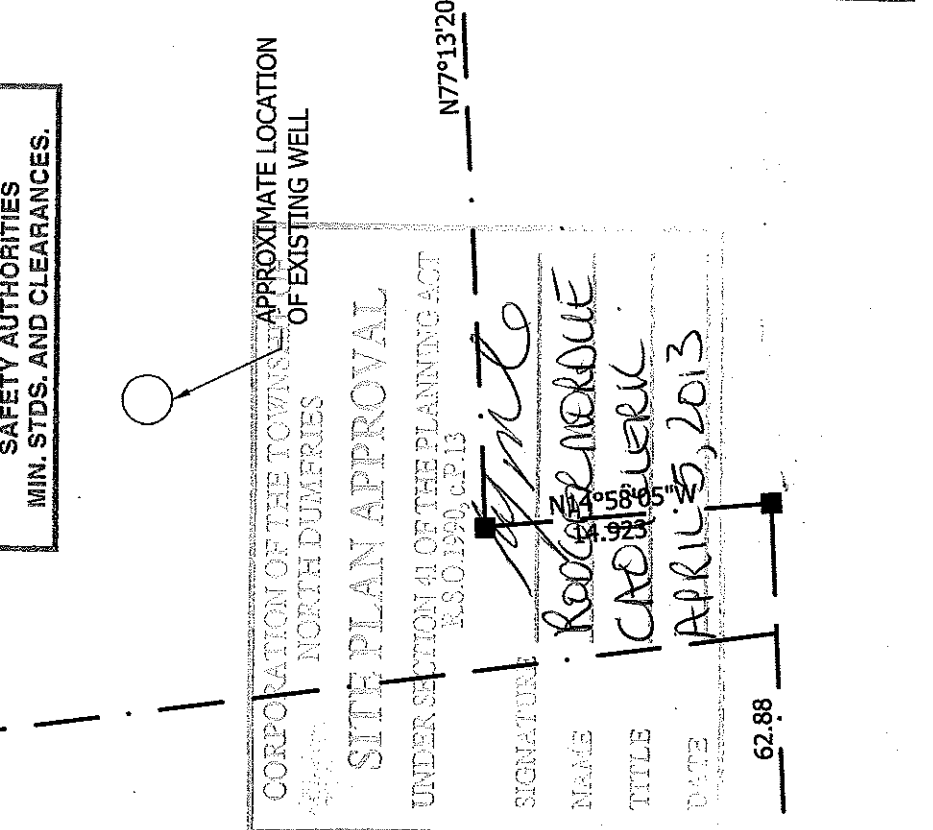 SAFETY AUTHORITIES
MIN. STDS. AND CLEARANCES.
APPROXIMATE LOCATION
OF EXISTING WELL
N77°13'20
CORPORATION OF THE TOWNSHIP OF
NORTH DUMFRIES
SITE PLAN APPROVAL
UNDER SECTION 41 OF THE PLANNING ACT
R.S.O. 1990, c.P.13
SIGNATURE
NAME
TITLE CAO/CLERK
DATE APRIL 5, 2013
N14°58'05"W
14.923
62.88